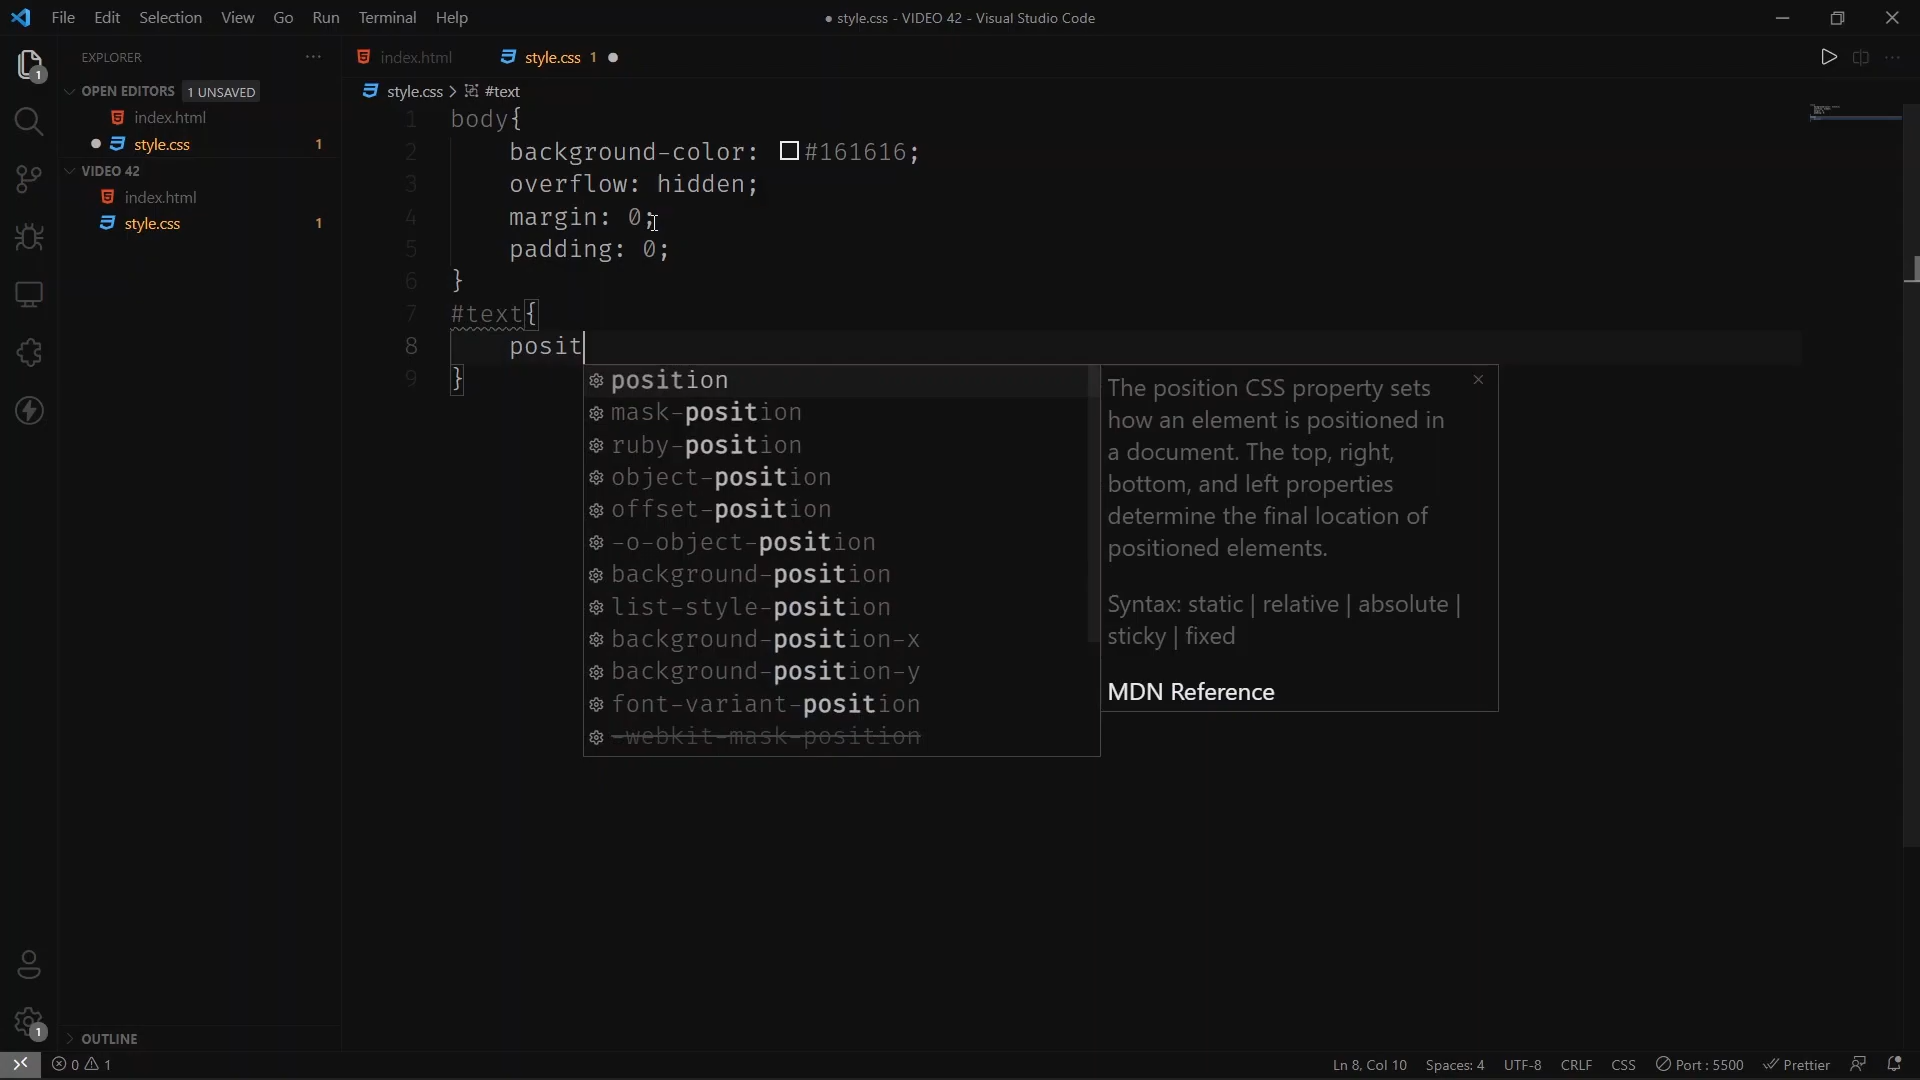 File Edit Selection View Go Run Terminal Help
● style.css - VIDEO 42 - Visual Studio Code
EXPLORER ···
index.html
style.css 1 ●
1
OPEN EDITORS 1 UNSAVED
style.css > #text
index.html
● style.css 1
VIDEO 42
index.html
style.css 1
1 body{
2 background-color: #161616;
3 overflow: hidden;
4 margin: 0;
5 padding: 0;
6 }
7 #text{
8 posit
9 }
position
mask-position
ruby-position
object-position
offset-position
-o-object-position
background-position
list-style-position
background-position-x
background-position-y
font-variant-position
-webkit-mask-position
The position CSS property sets
how an element is positioned in
a document. The top, right,
bottom, and left properties
determine the final location of
positioned elements.
Syntax: static | relative | absolute |
sticky | fixed
MDN Reference
1
OUTLINE
0 1
Ln 8, Col 10 Spaces: 4 UTF-8 CRLF CSS Port : 5500 Prettier